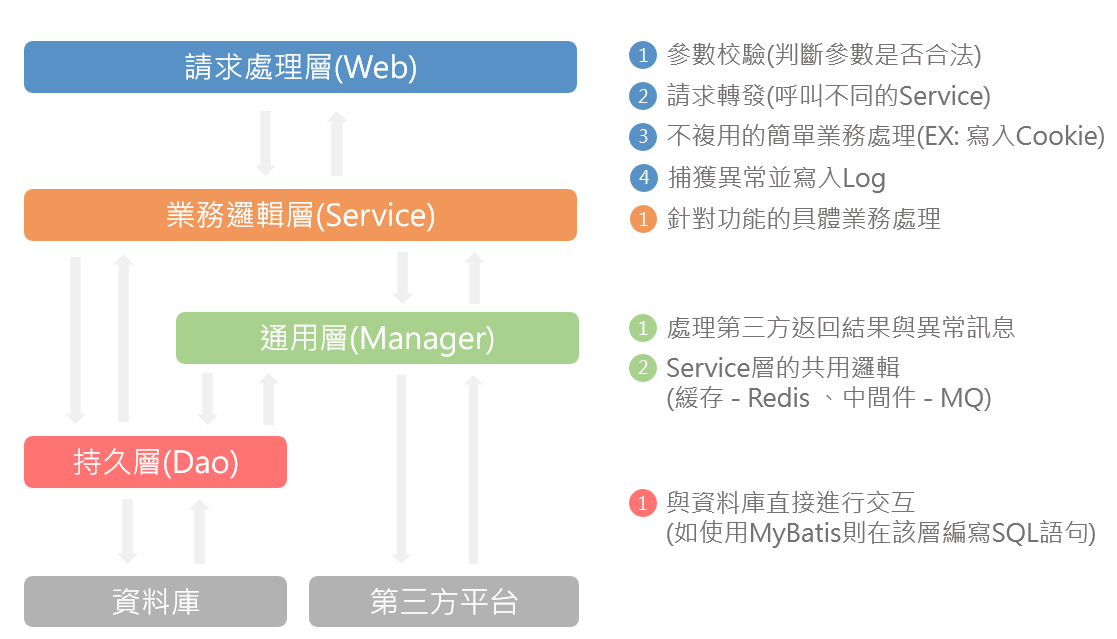 請求處理層(Web)
1 參數校驗(判斷參數是否合法)
2 請求轉發(呼叫不同的Service)
3 不複用的簡單業務處理(EX: 寫入Cookie)
4 捕獲異常並寫入Log
業務邏輯層(Service)
1 針對功能的具體業務處理
通用層(Manager)
1 處理第三方返回結果與異常訊息
2 Service層的共用邏輯
(緩存 - Redis 、中間件 - MQ)
持久層(Dao)
1 與資料庫直接進行交互
(如使用MyBatis則在該層編寫SQL語句)
資料庫
第三方平台